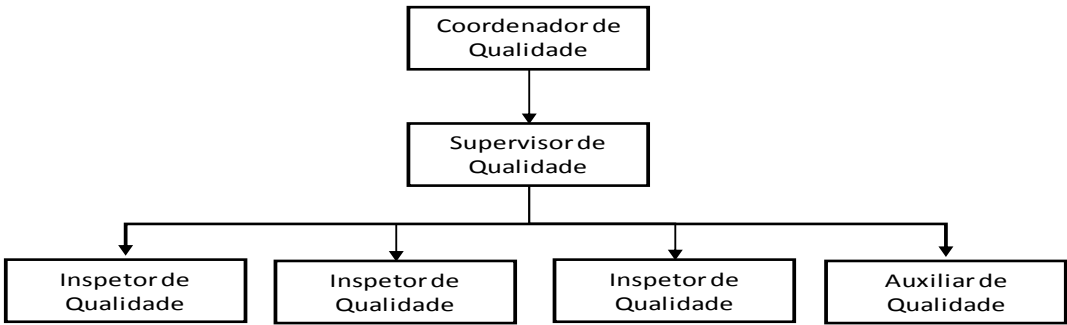 Coordenador de
Qualidade
Supervisor de
Qualidade
Inspetor de
Qualidade
Inspetor de
Qualidade
Inspetor de
Qualidade
Auxiliar de
Qualidade